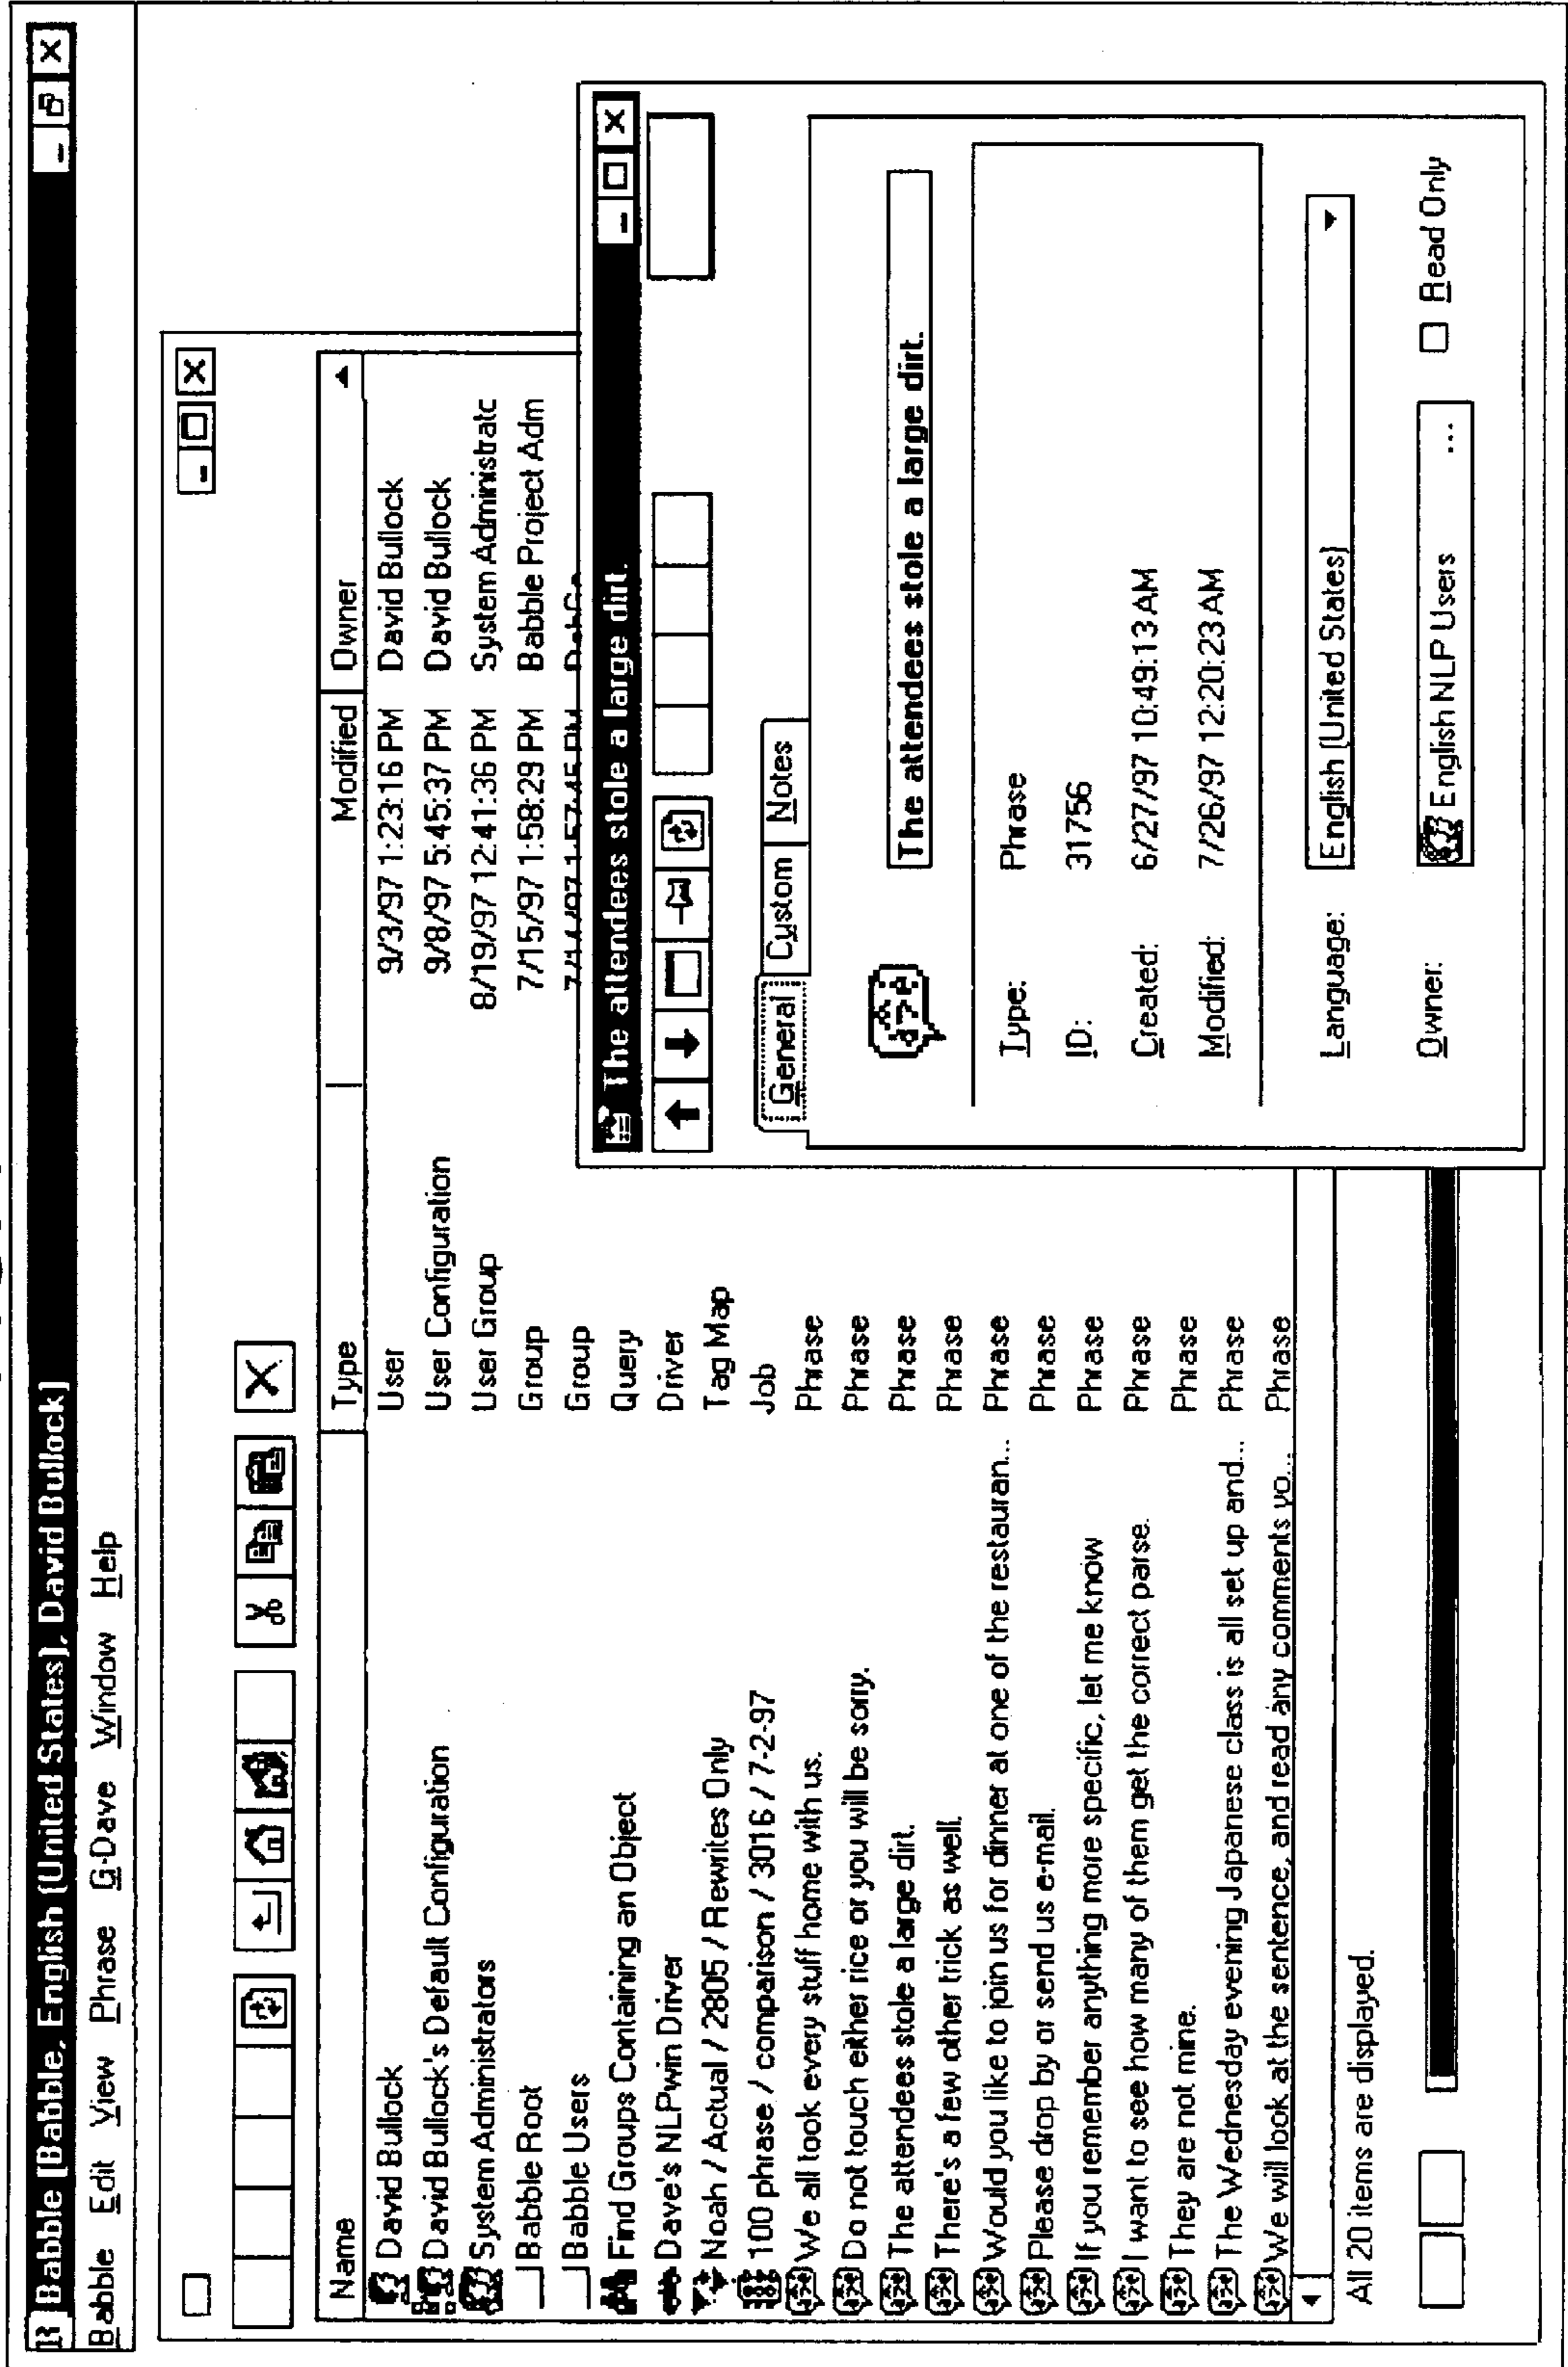 Babble [Babble, English (United States), David Bullock]
Babble Edit View Phrase G-Dave Window Help
Name Type Modified Owner
David Bullock User 9/3/97 1:23:16 PM David Bullock
David Bullock's Default Configuration User Configuration 9/8/97 5:45:37 PM David Bullock
System Administrators User Group 8/19/97 12:41:36 PM System Administratc
Babble Root Group 7/15/97 1:58:29 PM Babble Project Adm
Babble Users Group 1:57:45 PM
Find Groups Containing an Object Query
Dave's NLPwin Driver Driver
Noah / Actual / 2805 / Rewrites Only Tag Map
100 phrase / comparison / 3016 / 7-2-97 Job
We all took every stuff home with us. Phrase
Do not touch either rice or you will be sorry. Phrase
The attendees stole a large dirt. Phrase
There's a few other trick as well. Phrase
Would you like to join us for dinner at one of the restauran... Phrase
Please drop by or send us e-mail. Phrase
If you remember anything more specific, let me know Phrase
I want to see how many of them get the correct parse. Phrase
They are not mine. Phrase
The Wednesday evening Japanese class is all set up and... Phrase
We will look at the sentence, and read any comments yo... Phrase
All 20 items are displayed.
The attendees stole a large dirt.
General Custom Notes
The attendees stole a large dirt.
Type: Phrase
ID: 31756
Created: 6/27/97 10:49:13 AM
Modified: 7/26/97 12:20:23 AM
Language: English (United States)
Owner: English NLP Users ... Read Only